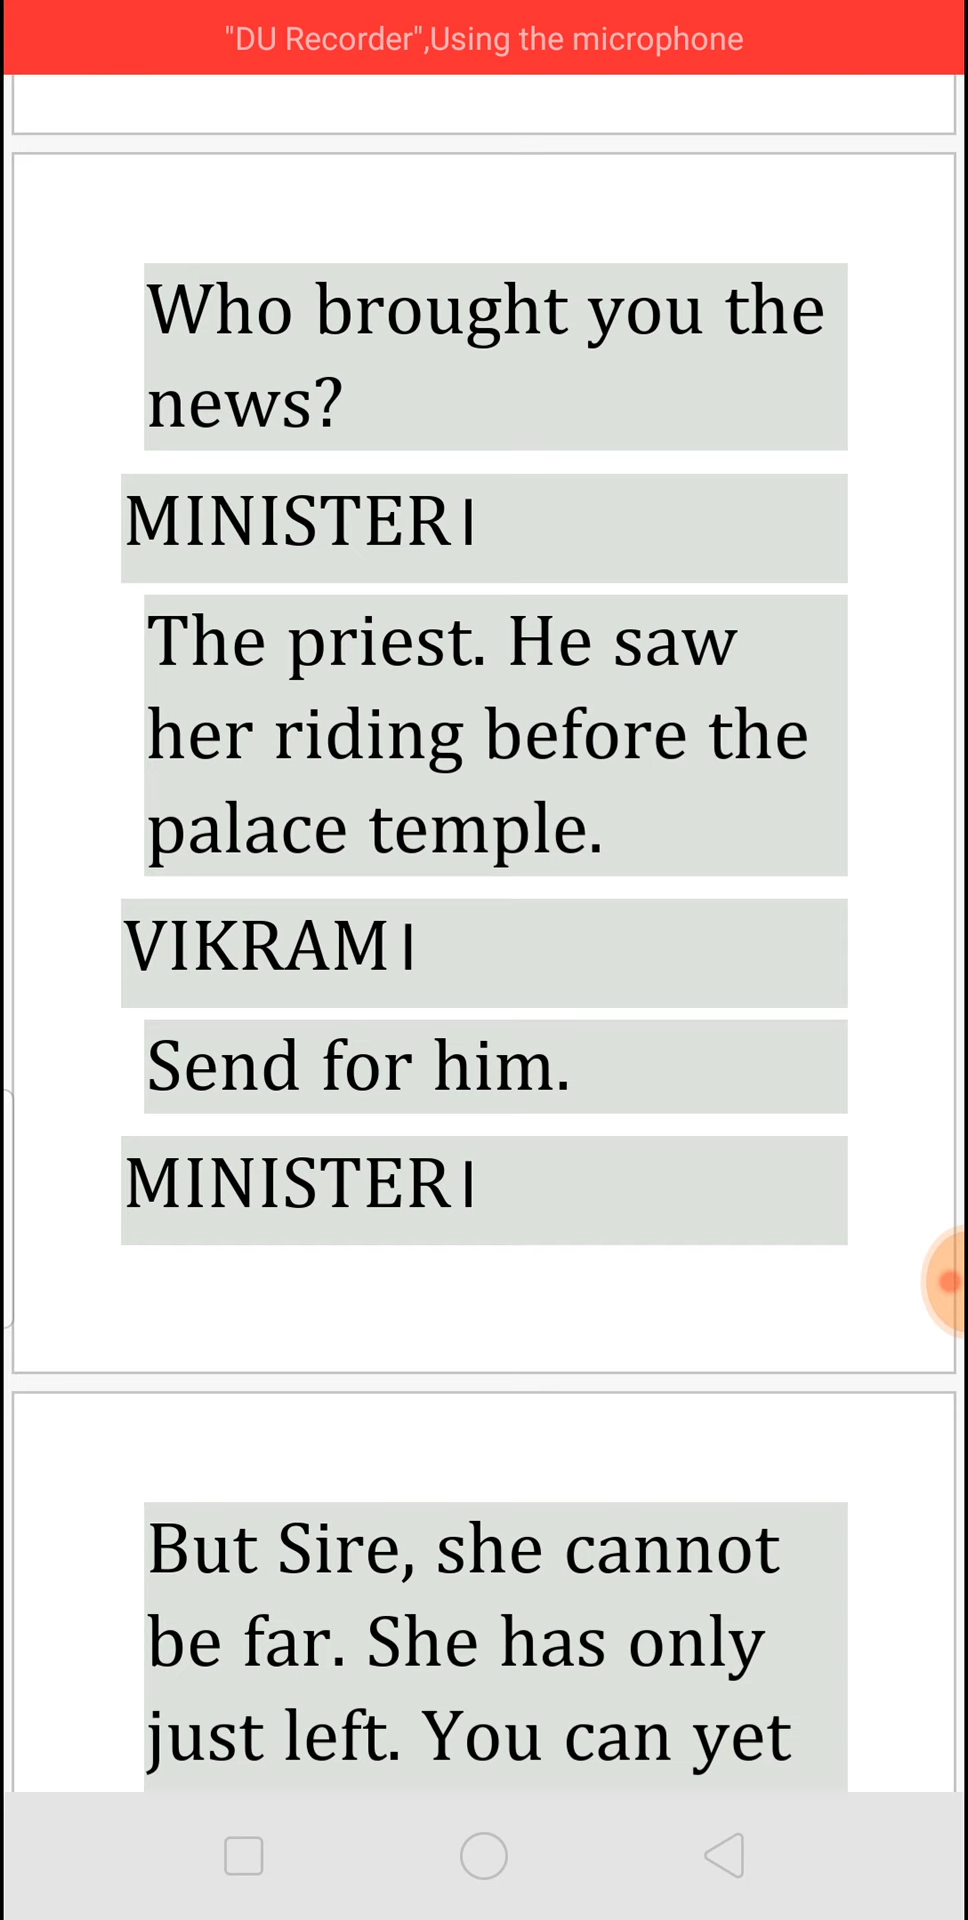 "DU Recorder",Using the microphone
Who brought you the
news?
MINISTER।
The priest. He saw
her riding before the
palace temple.
VIKRAM।
Send for him.
MINISTER।
But Sire, she cannot
be far. She has only
just left. You can yet